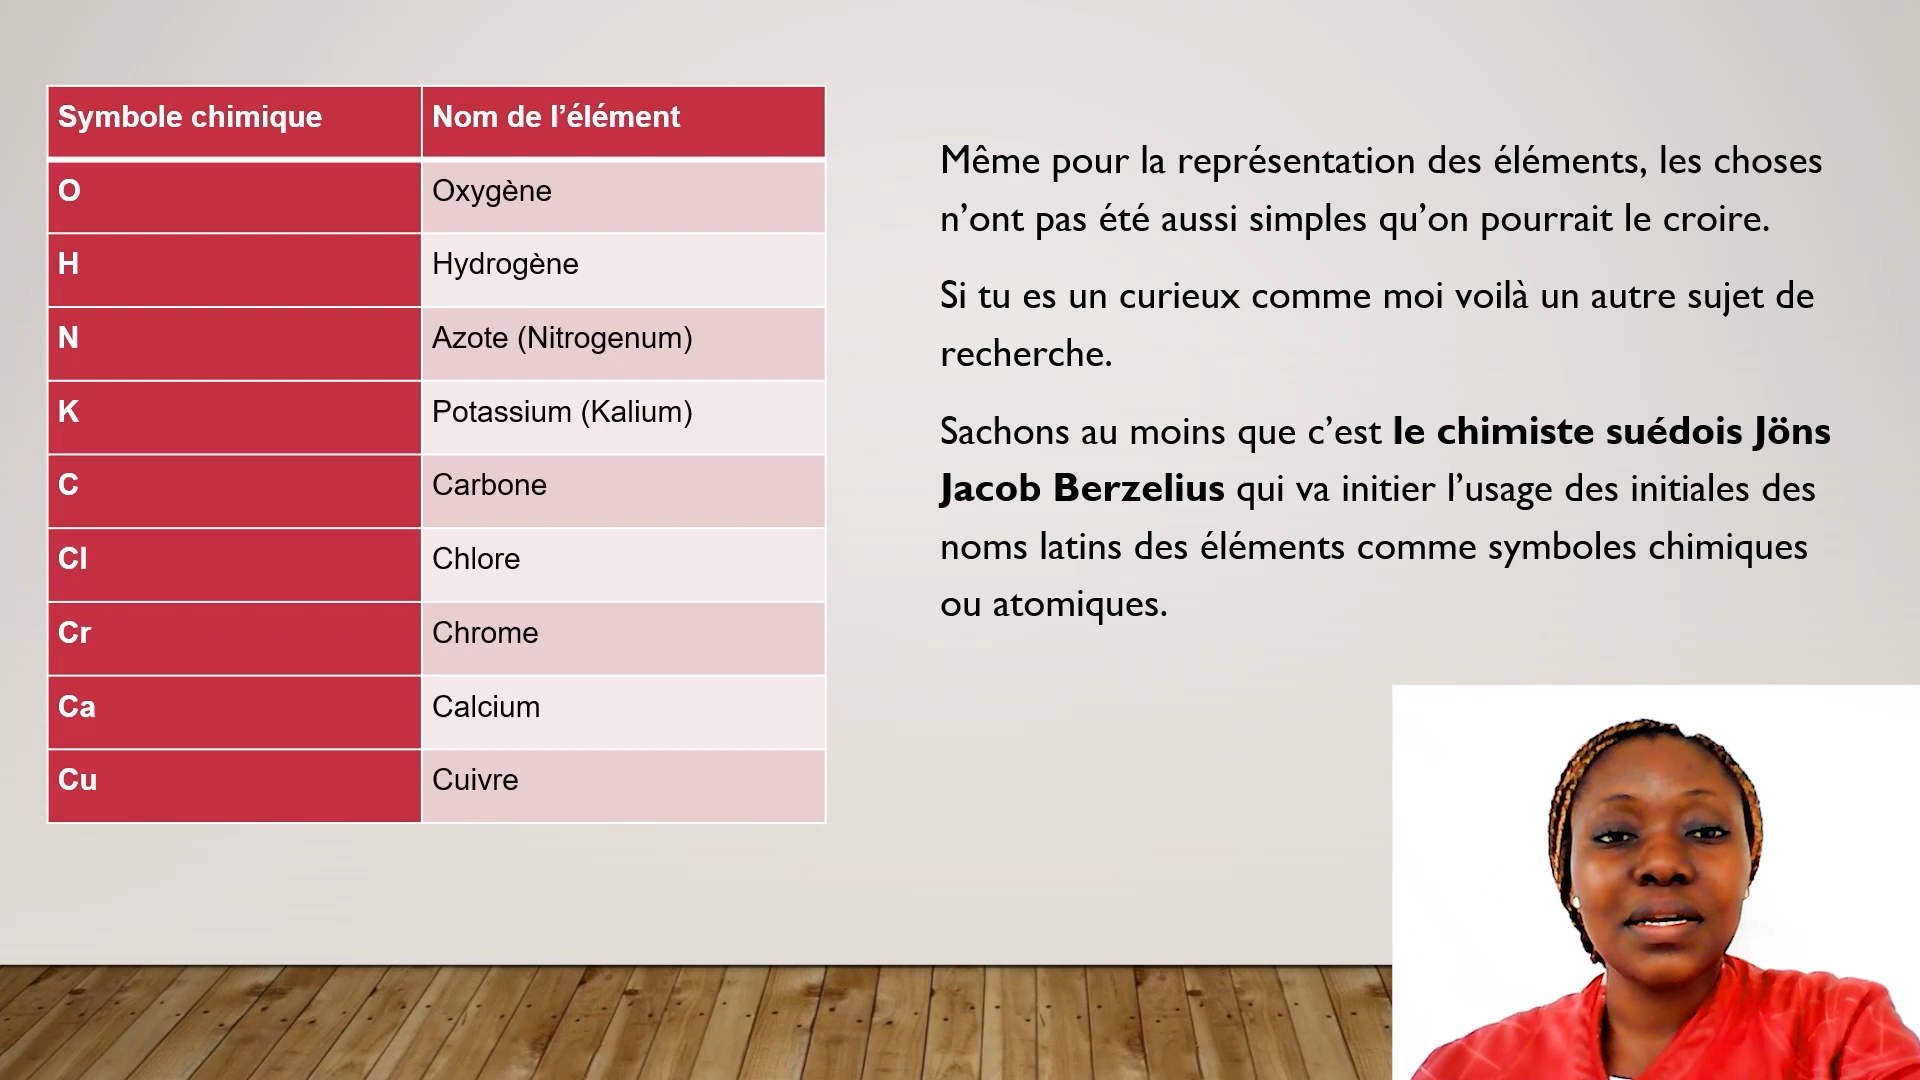 Symbole chimique Nom de l’élément
O Oxygène
H Hydrogène
N Azote (Nitrogenum)
K Potassium (Kalium)
C Carbone
Cl Chlore
Cr Chrome
Ca Calcium
Cu Cuivre
Même pour la représentation des éléments, les choses
n’ont pas été aussi simples qu’on pourrait le croire.
Si tu es un curieux comme moi voilà un autre sujet de
recherche.
Sachons au moins que c’est le chimiste suédois Jöns
Jacob Berzelius qui va initier l’usage des initiales des
noms latins des éléments comme symboles chimiques
ou atomiques.